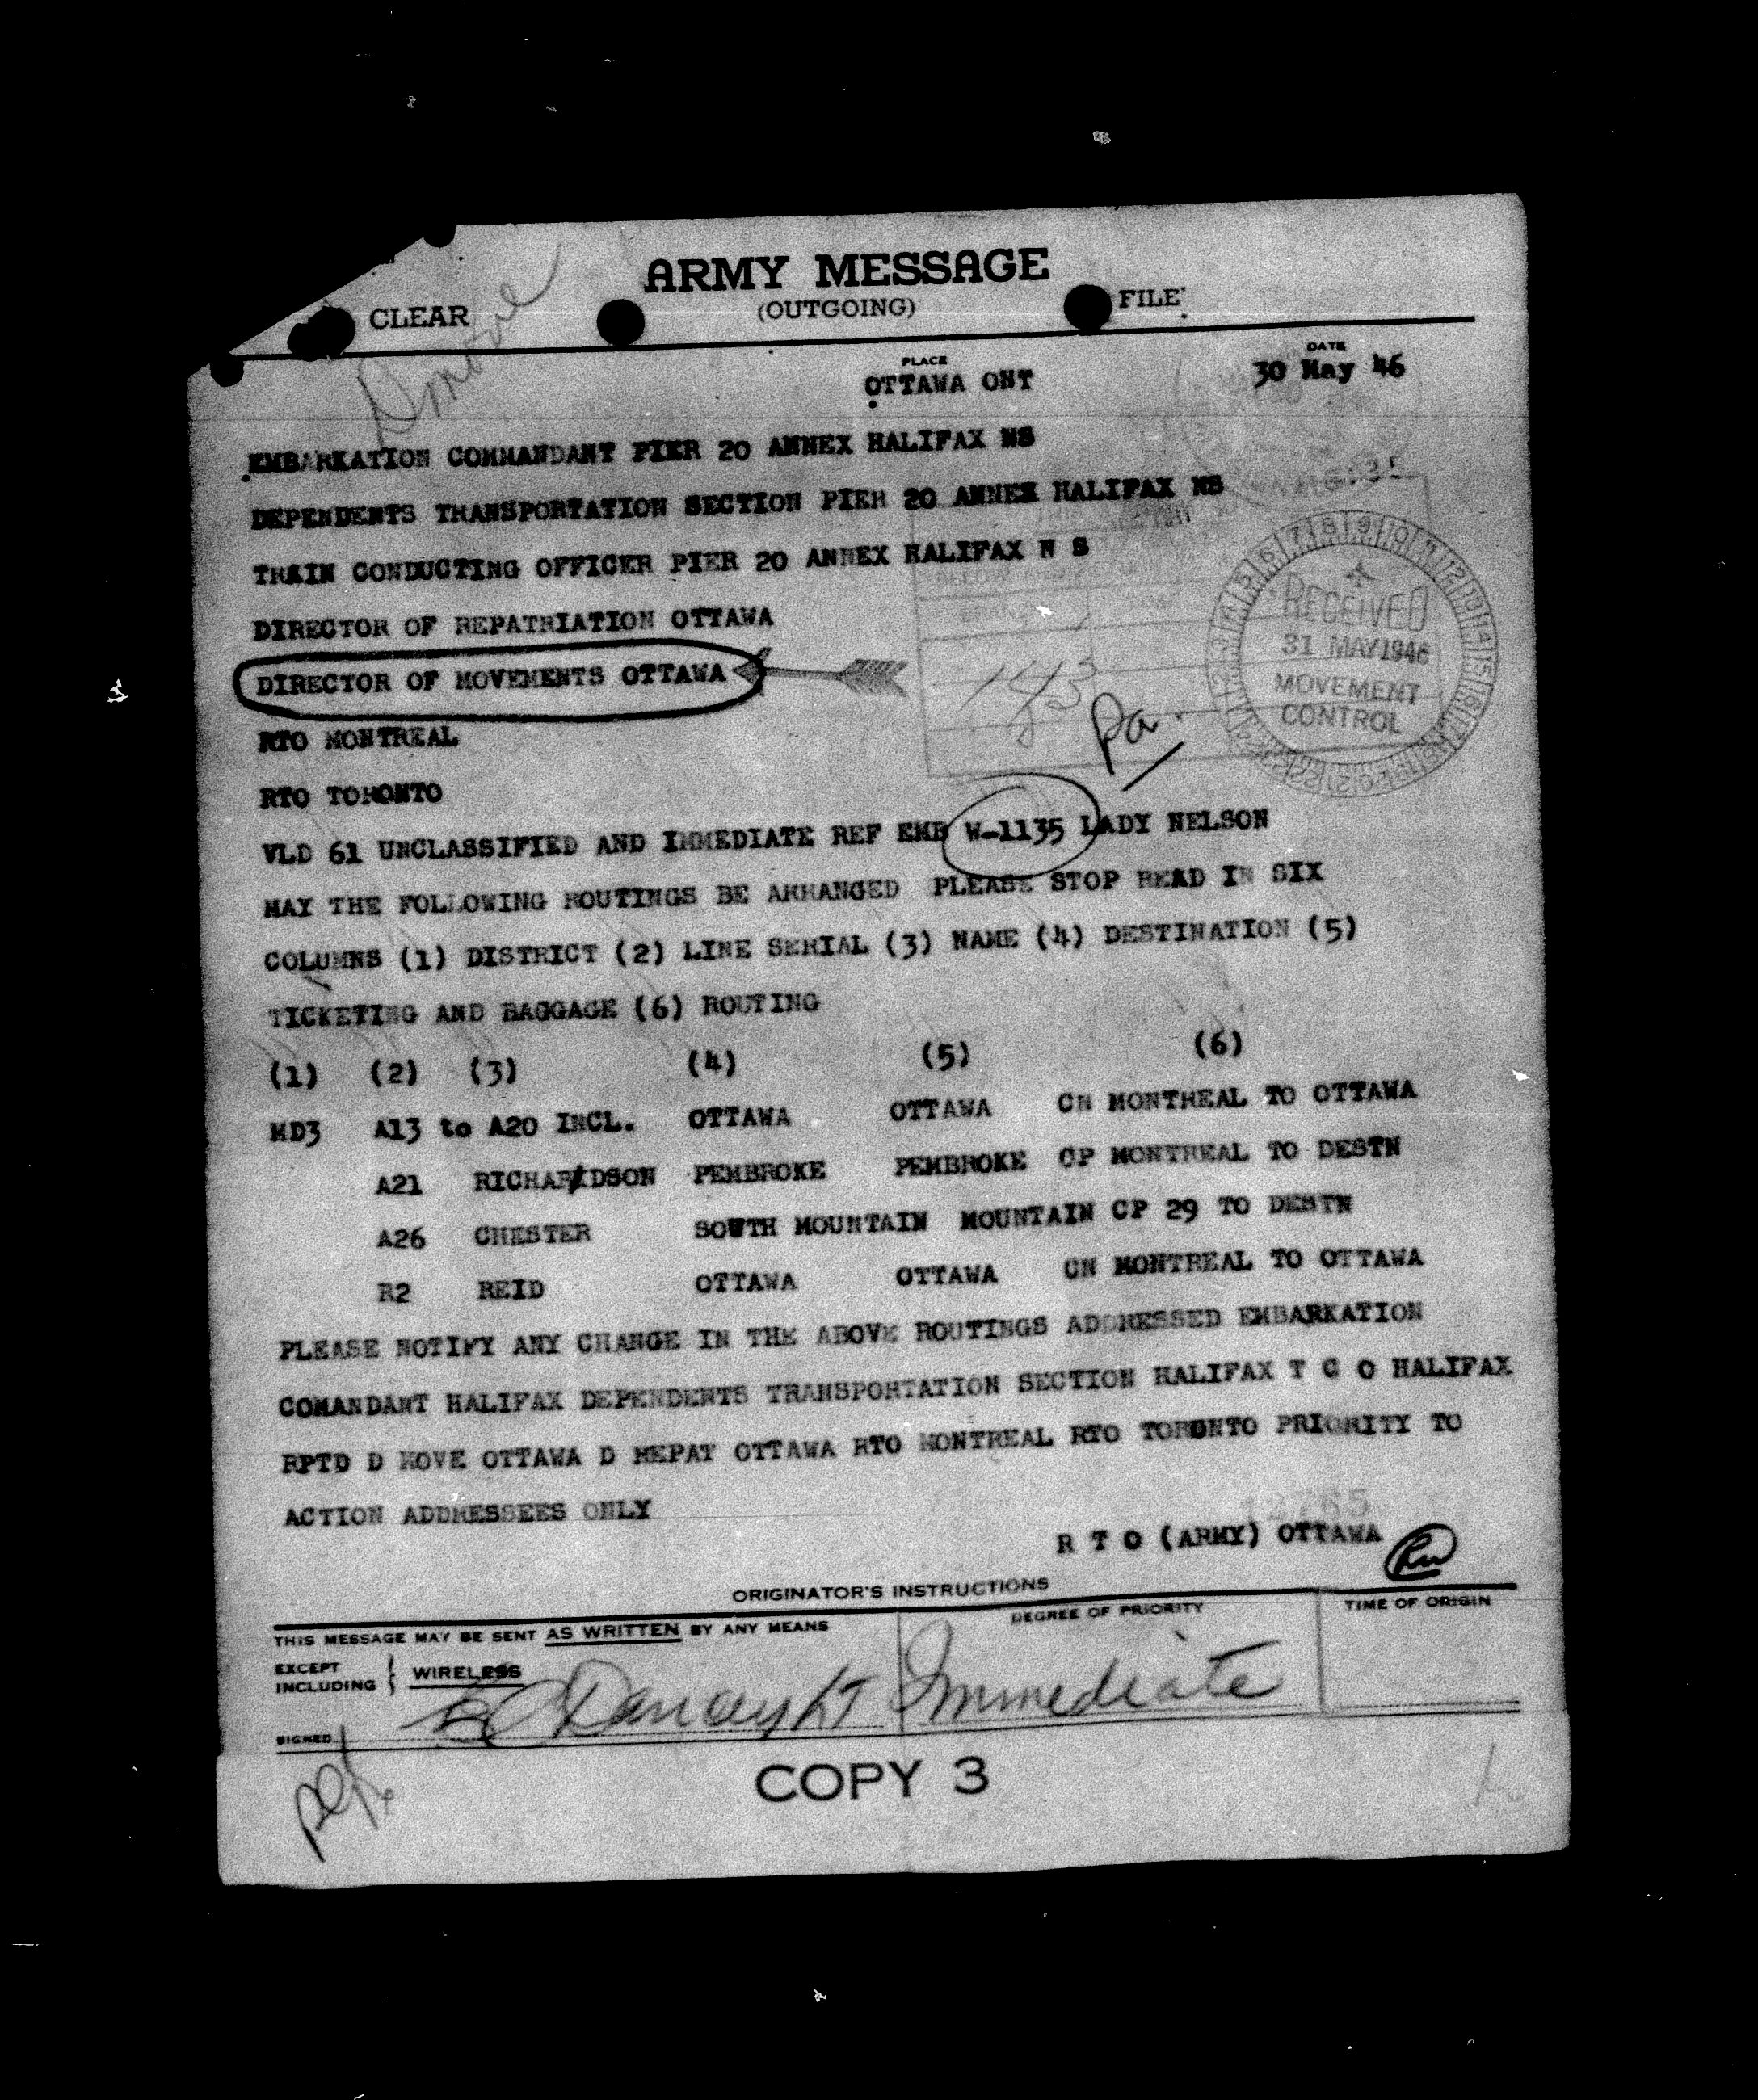 ARMY MESSAGE
(OUTGOING)
CLEAR
FILE
PLACE
DATE
OTTAWA ONT
30 May 46
EMBARKATION COMMANDANT PIER 20 ANNEX HALIFAX NS
DEPENDENTS TRANSPORTATION SECTION PIER 20 ANNEX HALIFAX NS
TRAIN CONDUCTING OFFICER PIER 20 ANNEX HALIFAX N S
DIRECTOR OF REPATRIATION OTTAWA
DIRECTOR OF MOVEMENTS OTTAWA
RECEIVED
31 MAY 1946
MOVEMENT
CONTROL
143
Pa.
RTO MONTREAL
RTO TORONTO
VLD 61 UNCLASSIFIED AND IMMEDIATE REF EMB W-1135 LADY NELSON
MAY THE FOLLOWING ROUTINGS BE ARRANGED PLEASE STOP READ IN SIX
COLUMNS (1) DISTRICT (2) LINE SERIAL (3) NAME (4) DESTINATION (5)
TICKETING AND BAGGAGE (6) ROUTING
(1) (2) (3) (4) (5) (6)
MD3 A13 to A20 INCL. OTTAWA OTTAWA CN MONTREAL TO OTTAWA
A21 RICHARDSON PEMBROKE PEMBROKE CP MONTREAL TO DESTN
A26 CHESTER SOUTH MOUNTAIN MOUNTAIN CP 29 TO DESTN
R2 REID OTTAWA OTTAWA CN MONTREAL TO OTTAWA
PLEASE NOTIFY ANY CHANGE IN THE ABOVE ROUTINGS ADDRESSED EMBARKATION
COMANDANT HALIFAX DEPENDENTS TRANSPORTATION SECTION HALIFAX T C O HALIFAX
RPTD D MOVE OTTAWA D REPAT OTTAWA RTO MONTREAL RTO TORONTO PRIORITY TO
ACTION ADDRESSEES ONLY
R T O (ARMY) OTTAWA
ORIGINATOR'S INSTRUCTIONS
THIS MESSAGE MAY BE SENT AS WRITTEN BY ANY MEANS
DEGREE OF PRIORITY
TIME OF ORIGIN
EXCEPT
INCLUDING
WIRELESS
Immediate
SIGNED
COPY 3